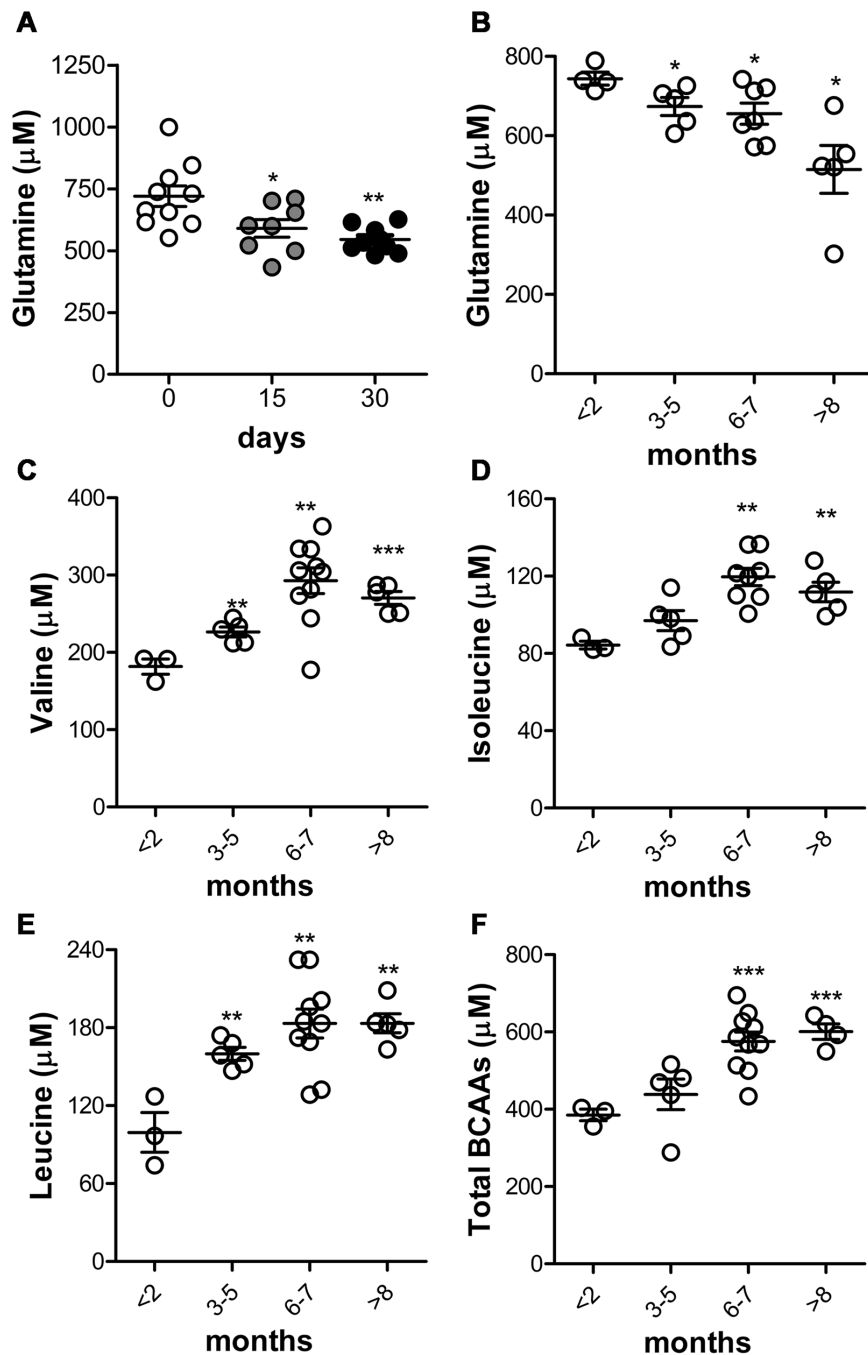 A
Glutamine (μM)
1250
1000
750
500
250
0
*
**
0 15 30
days
B
Glutamine (μM)
800
600
400
200
0
*
*
*
<2 3-5 6-7 >8
months
C
Valine (μM)
400
300
200
100
0
**
**
***
<2 3-5 6-7 >8
months
D
Isoleucine (μM)
160
120
80
40
0
**
**
<2 3-5 6-7 >8
months
E
Leucine (μM)
240
180
120
60
0
**
**
**
<2 3-5 6-7 >8
months
F
Total BCAAs (μM)
800
600
400
200
0
***
***
<2 3-5 6-7 >8
months